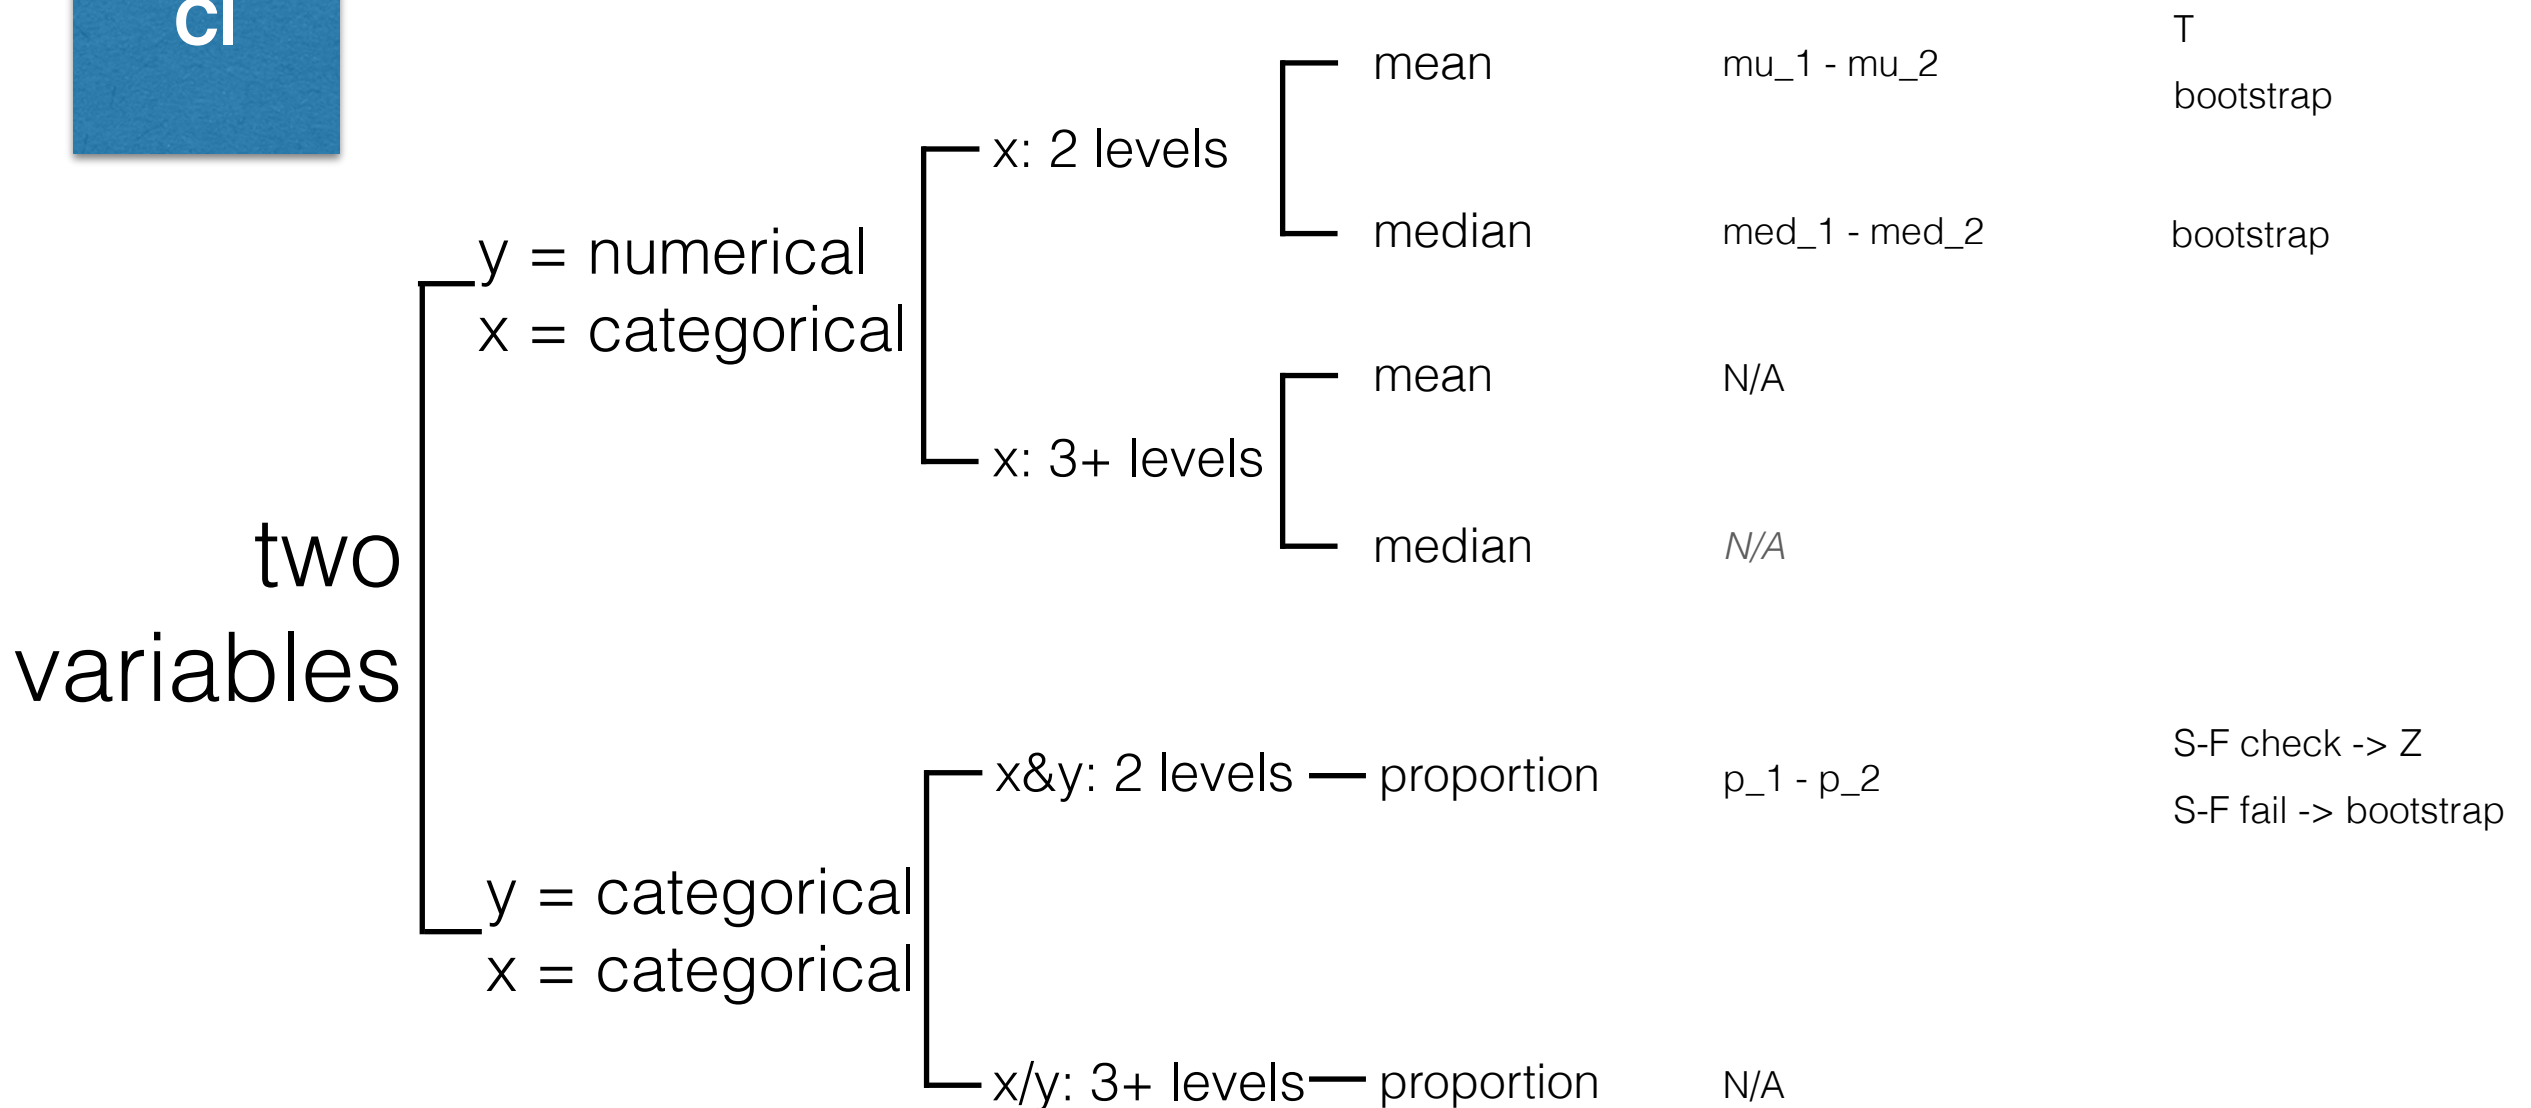 CI
T
mean
mu_1 - mu_2
bootstrap
x: 2 levels
median
med_1 - med_2
bootstrap
y = numerical
x = categorical
mean
N/A
x: 3+ levels
median
N/A
two
variables
S-F check -> Z
x&y: 2 levels
proportion
p_1 - p_2
S-F fail -> bootstrap
y = categorical
x = categorical
x/y: 3+ levels
proportion
N/A